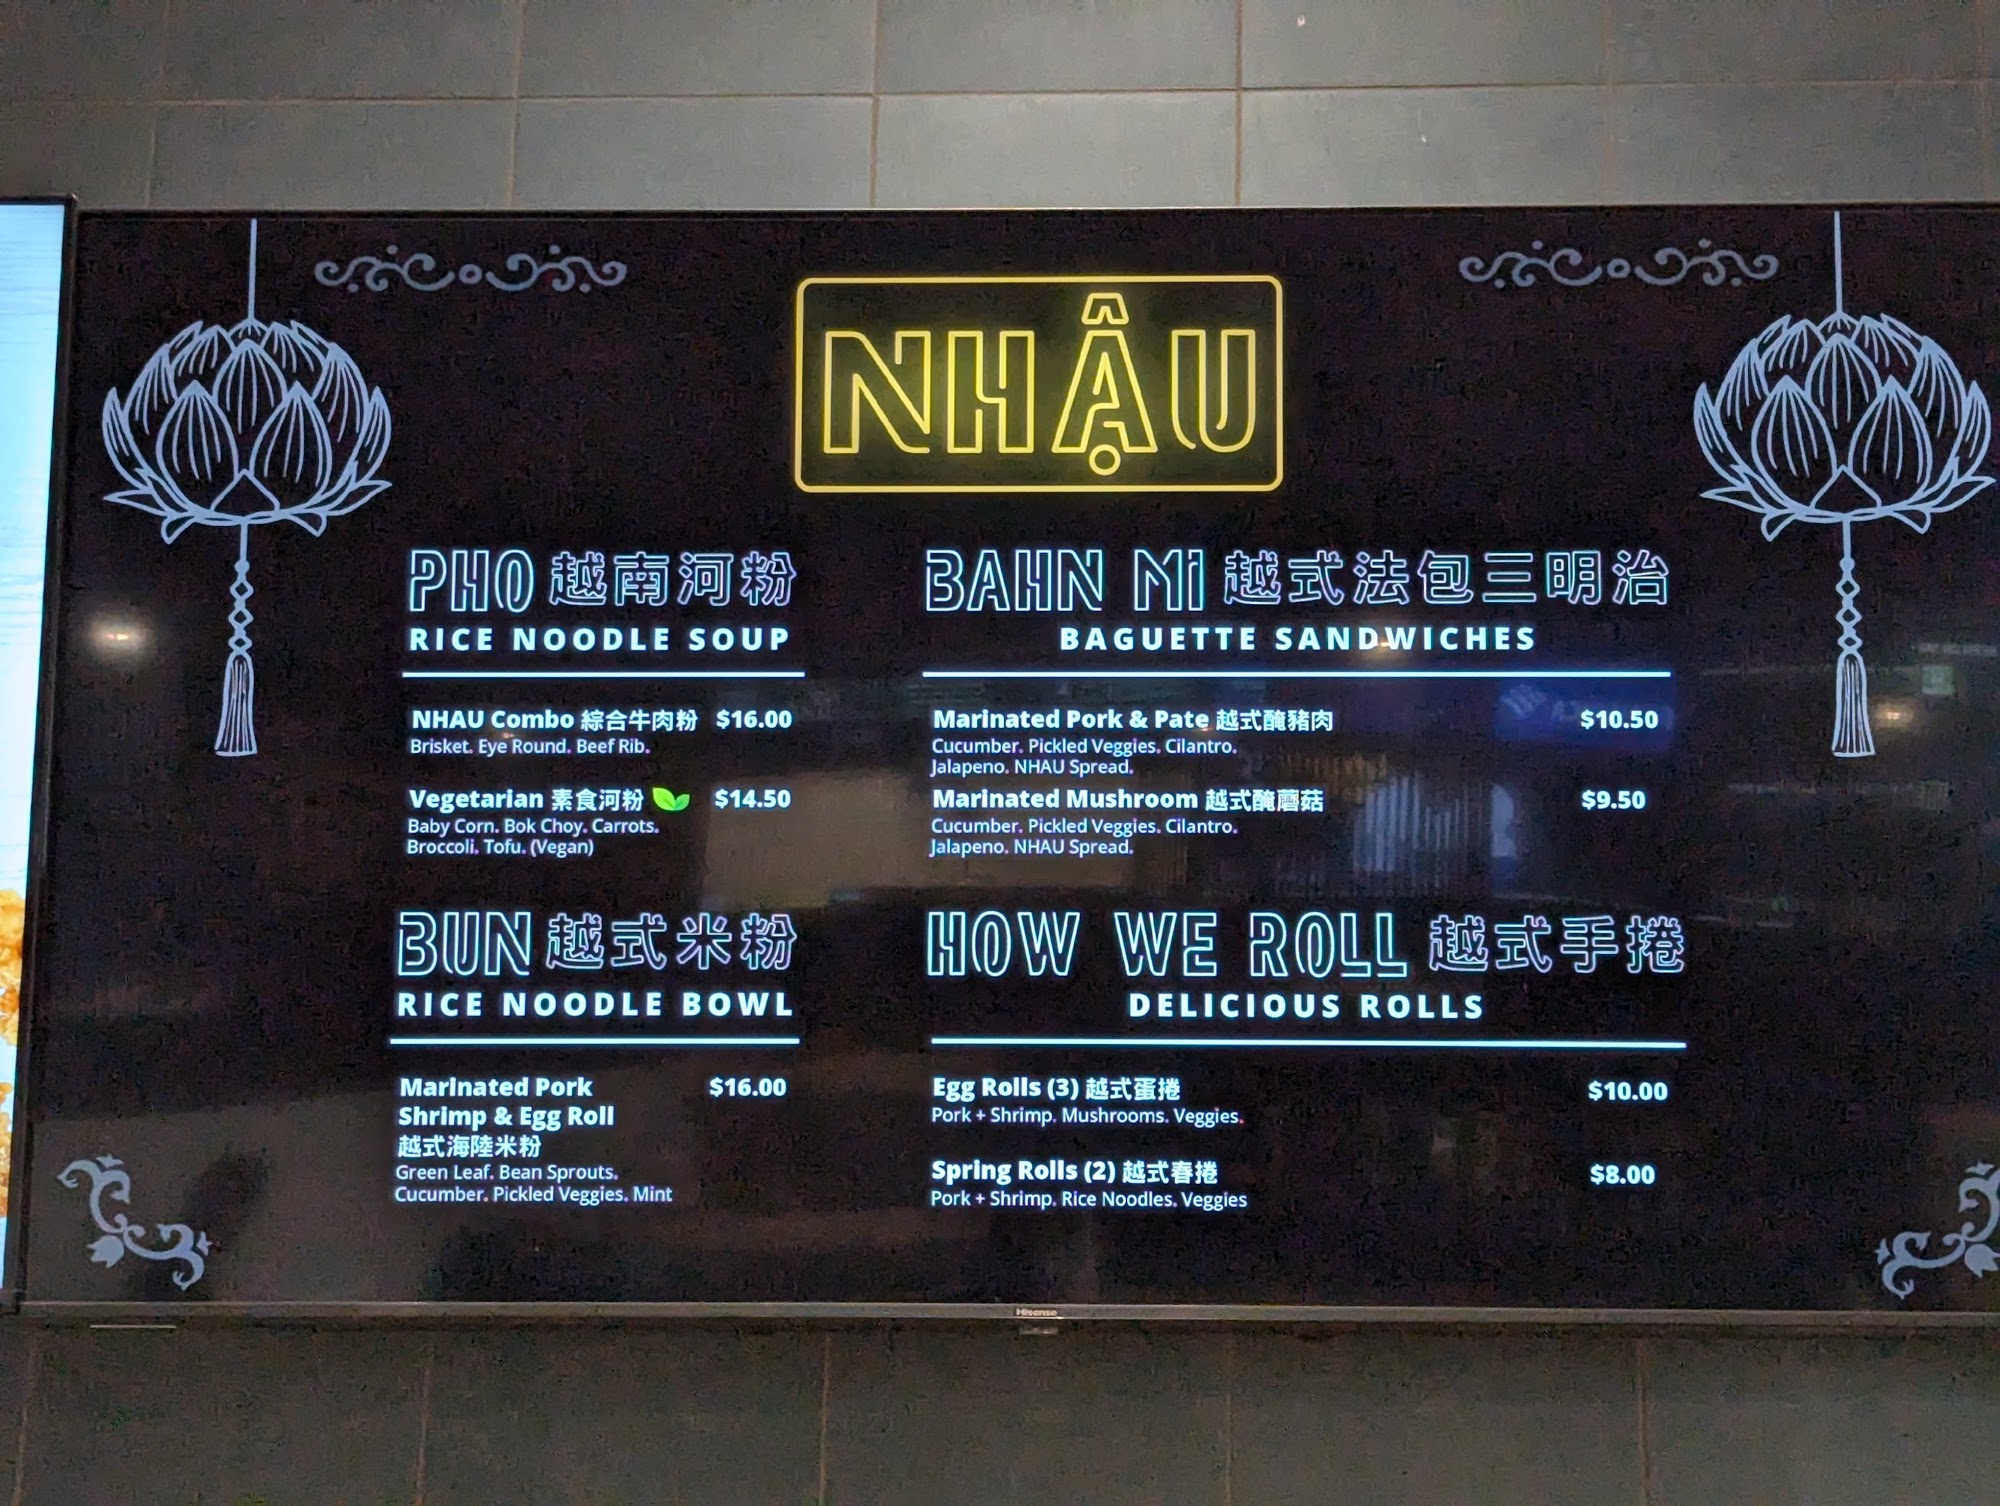 NHẬU
PHO 越南河粉
RICE NOODLE SOUP
NHAU Combo 綜合牛肉粉 $16.00
Brisket. Eye Round. Beef Rib.
Vegetarian 素食河粉 $14.50
Baby Corn. Bok Choy. Carrots.
Broccoli. Tofu. (Vegan)
BUN 越式米粉
RICE NOODLE BOWL
Marinated Pork $16.00
Shrimp & Egg Roll
越式海陸米粉
Green Leaf. Bean Sprouts.
Cucumber. Pickled Veggies. Mint
BAHN MI 越式法包三明治
BAGUETTE SANDWICHES
Marinated Pork & Pate 越式醃豬肉 $10.50
Cucumber. Pickled Veggies. Cilantro.
Jalapeno. NHAU Spread.
Marinated Mushroom 越式醃蘑菇 $9.50
Cucumber. Pickled Veggies. Cilantro.
Jalapeno. NHAU Spread.
HOW WE ROLL 越式手捲
DELICIOUS ROLLS
Egg Rolls (3) 越式蛋捲 $10.00
Pork + Shrimp. Mushrooms. Veggies.
Spring Rolls (2) 越式春捲 $8.00
Pork + Shrimp. Rice Noodles. Veggies
Hisense